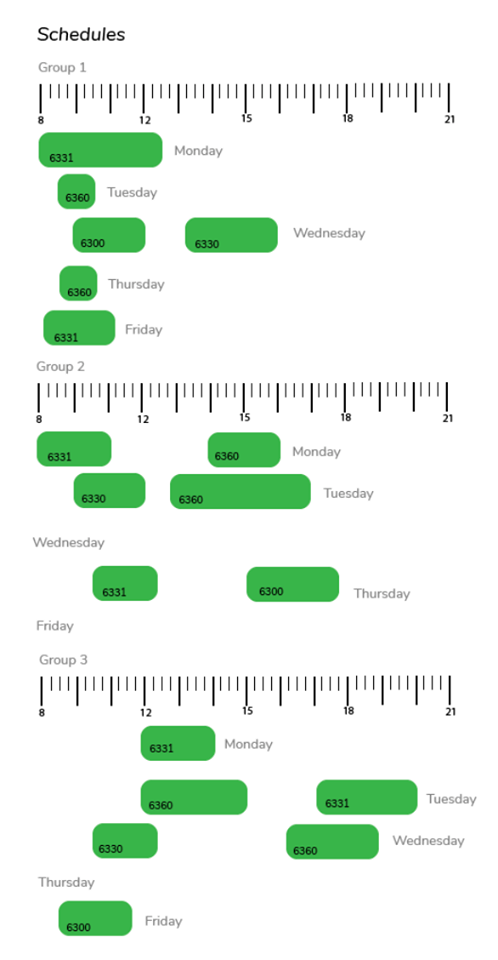 Schedules
Group 1
8 12 15 18 21
6331 Monday
6360 Tuesday
6300 6330 Wednesday
6360 Thursday
6331 Friday
Group 2
8 12 15 18 21
6331 6360 Monday
6330 6360 Tuesday
Wednesday
6331 6300 Thursday
Friday
Group 3
8 12 15 18 21
6331 Monday
6360 6331 Tuesday
6330 6360 Wednesday
Thursday
6300 Friday